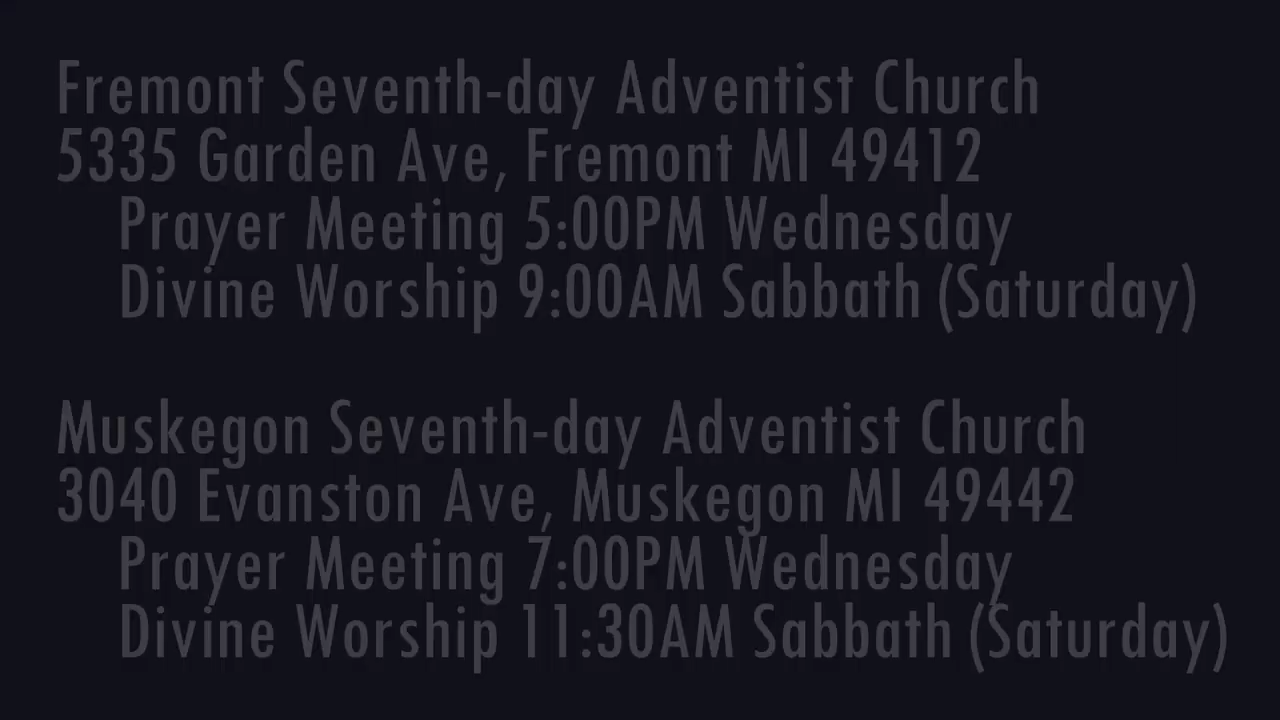 Fremont Seventh-day Adventist Church
5335 Garden Ave, Fremont MI 49412
Prayer Meeting 5:00PM Wednesday
Divine Worship 9:00AM Sabbath (Saturday)
Muskegon Seventh-day Adventist Church
3040 Evanston Ave, Muskegon MI 49442
Prayer Meeting 7:00PM Wednesday
Divine Worship 11:30AM Sabbath (Saturday)